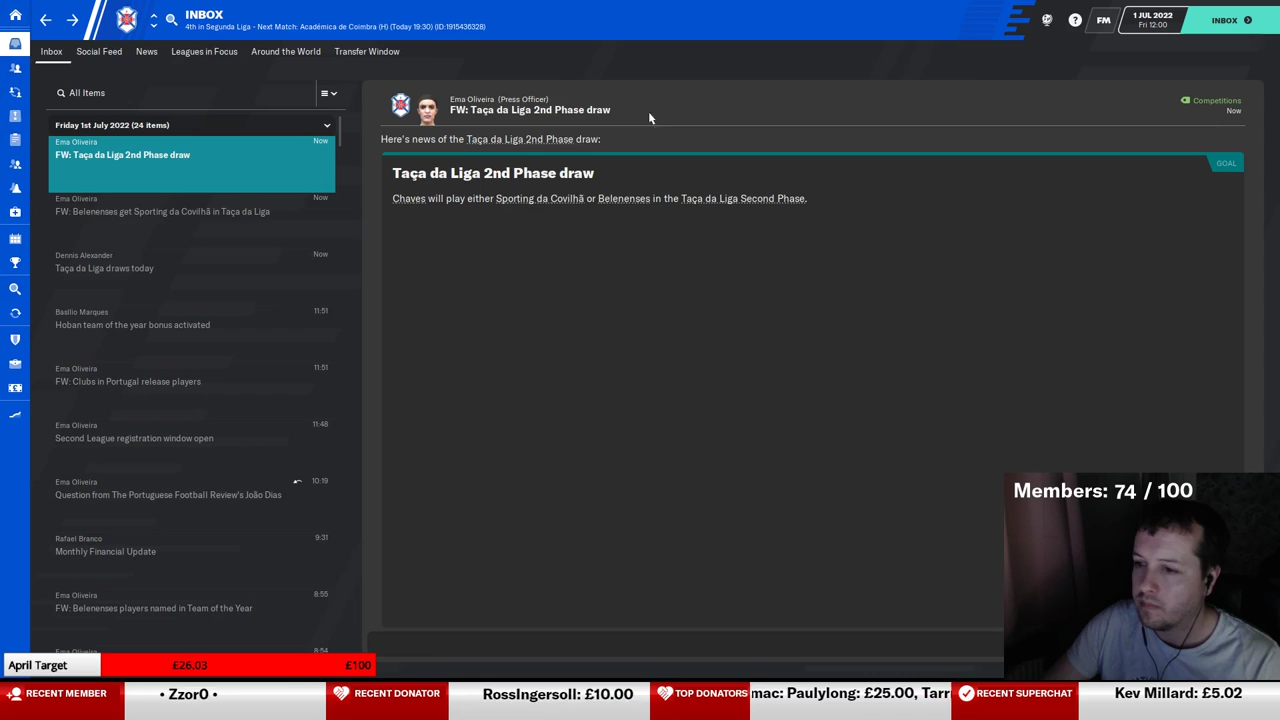 INBOX
4th in Segunda Liga - Next Match: Académica de Coimbra (H) (Today 19:30) (ID:1915436328)
FM
1 JUL 2022
Fri 12:00
INBOX
Inbox Social Feed News Leagues in Focus Around the World Transfer Window
All Items
Friday 1st July 2022 (24 items)
Ema Oliveira Now
FW: Taça da Liga 2nd Phase draw
Ema Oliveira Now
FW: Belenenses get Sporting da Covilhã in Taça da Liga
Dennis Alexander Now
Taça da Liga draws today
Basílio Marques 11:51
Hoban team of the year bonus activated
Ema Oliveira 11:51
FW: Clubs in Portugal release players
Ema Oliveira 11:48
Second League registration window open
Ema Oliveira 10:19
Question from The Portuguese Football Review's João Dias
Rafael Branco 9:31
Monthly Financial Update
Ema Oliveira 8:55
FW: Belenenses players named in Team of the Year
Ema Oliveira 8:54
Ema Oliveira (Press Officer)
FW: Taça da Liga 2nd Phase draw
Competitions
Now
Here's news of the Taça da Liga 2nd Phase draw:
GOAL
Taça da Liga 2nd Phase draw
Chaves will play either Sporting da Covilhã or Belenenses in the Taça da Liga Second Phase.
Members: 74 / 100
April Target £26.03 £100
RECENT MEMBER • Zzor0 • RECENT DONATOR RossIngersoll: £10.00 TOP DONATORS mac: Paulylong: £25.00, Tarr RECENT SUPERCHAT Kev Millard: £5.02